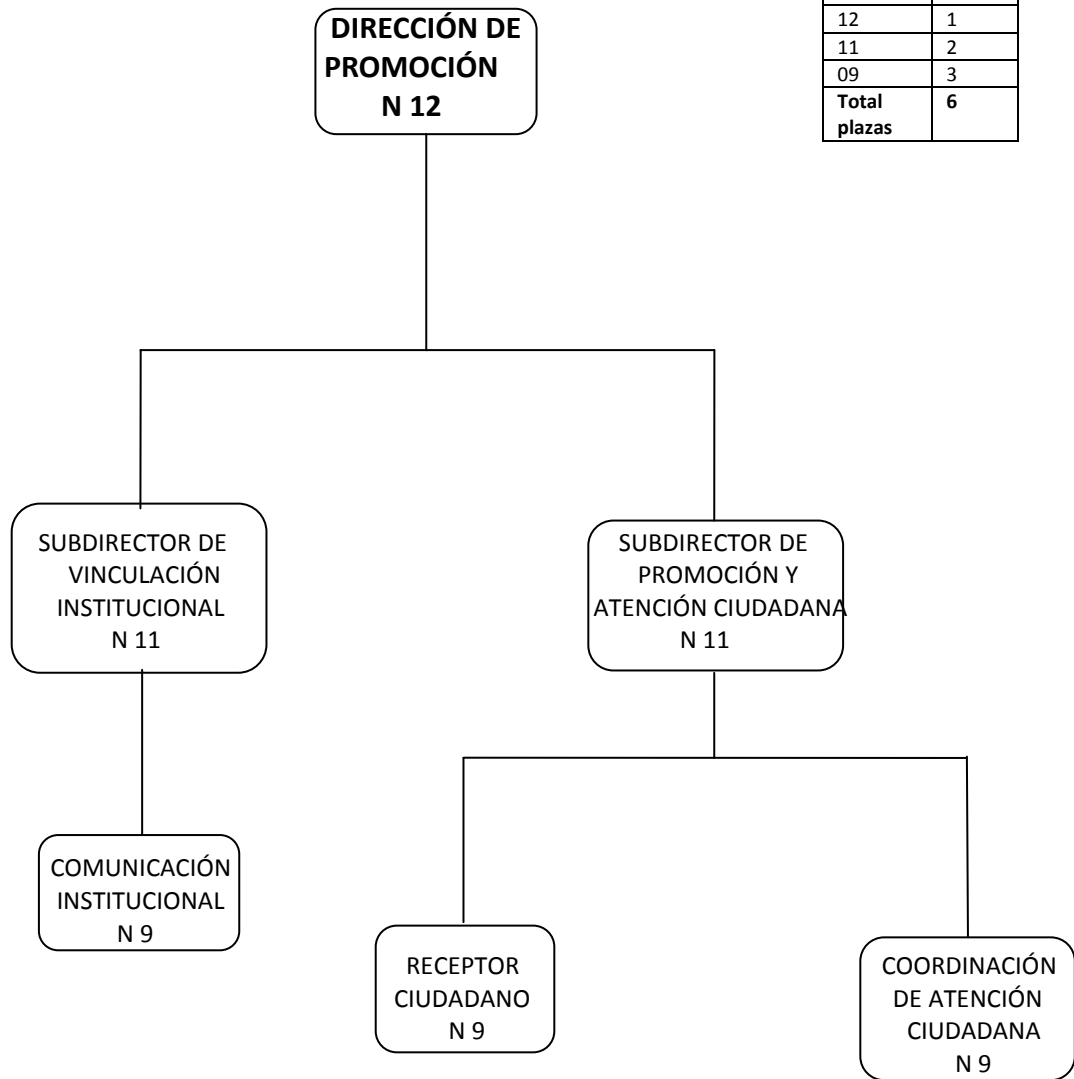 DIRECCIÓN DE
PROMOCIÓN
N 12
12 1
11 2
09 3
Total 6
plazas
SUBDIRECTOR DE
VINCULACIÓN
INSTITUCIONAL
N 11
SUBDIRECTOR DE
PROMOCIÓN Y
ATENCIÓN CIUDADANA
N 11
COMUNICACIÓN
INSTITUCIONAL
N 9
RECEPTOR
CIUDADANO
N 9
COORDINACIÓN
DE ATENCIÓN
CIUDADANA
N 9